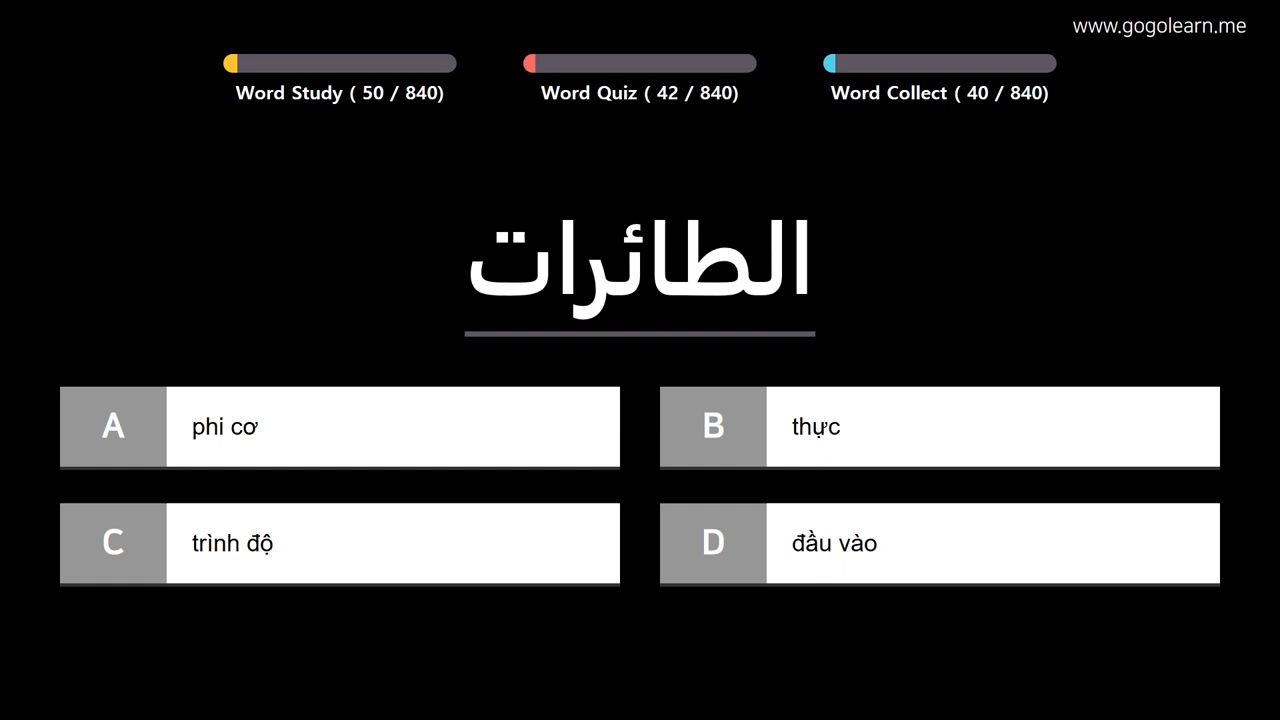 www.gogolearn.me
Word Study ( 50 / 840)
Word Quiz ( 42 / 840)
Word Collect ( 40 / 840)
الطائرات
A
phi cơ
B
thực
C
trình độ
D
đầu vào